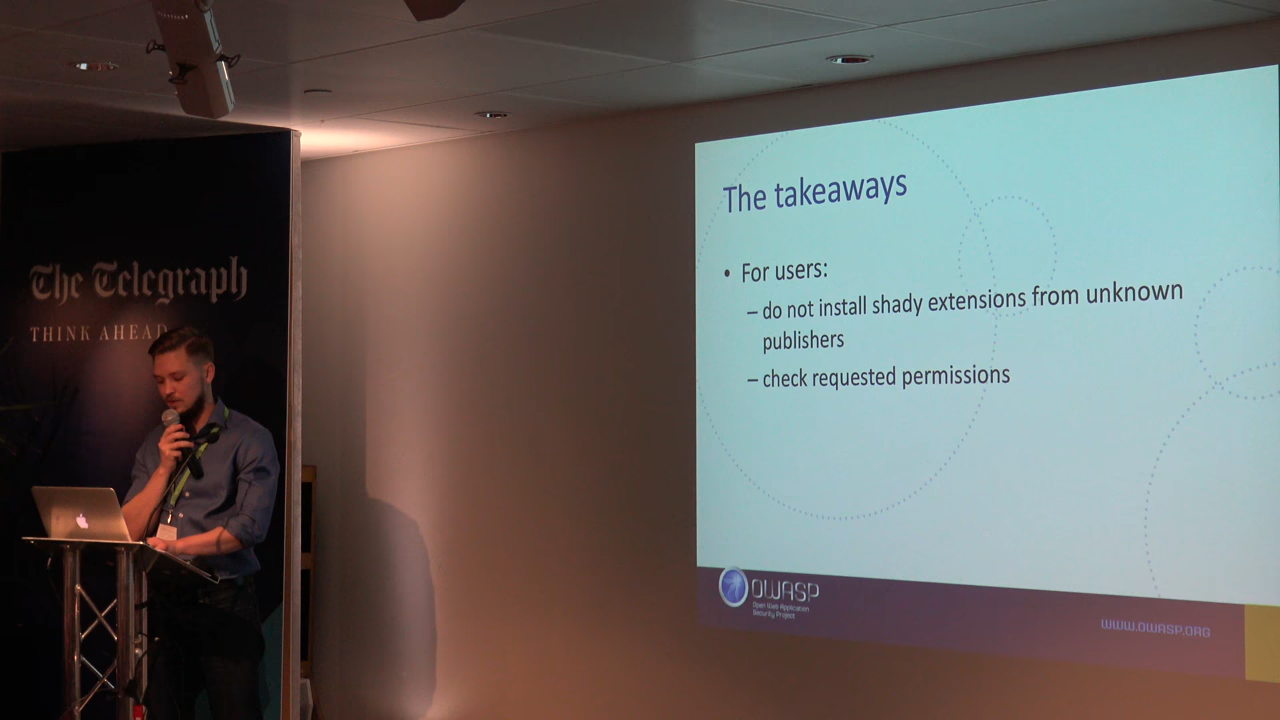 The Telegraph
THINK AHEAD
The takeaways
• For users:
– do not install shady extensions from unknown
publishers
– check requested permissions
OWASP
Open Web Application
Security Project
WWW.OWASP.ORG